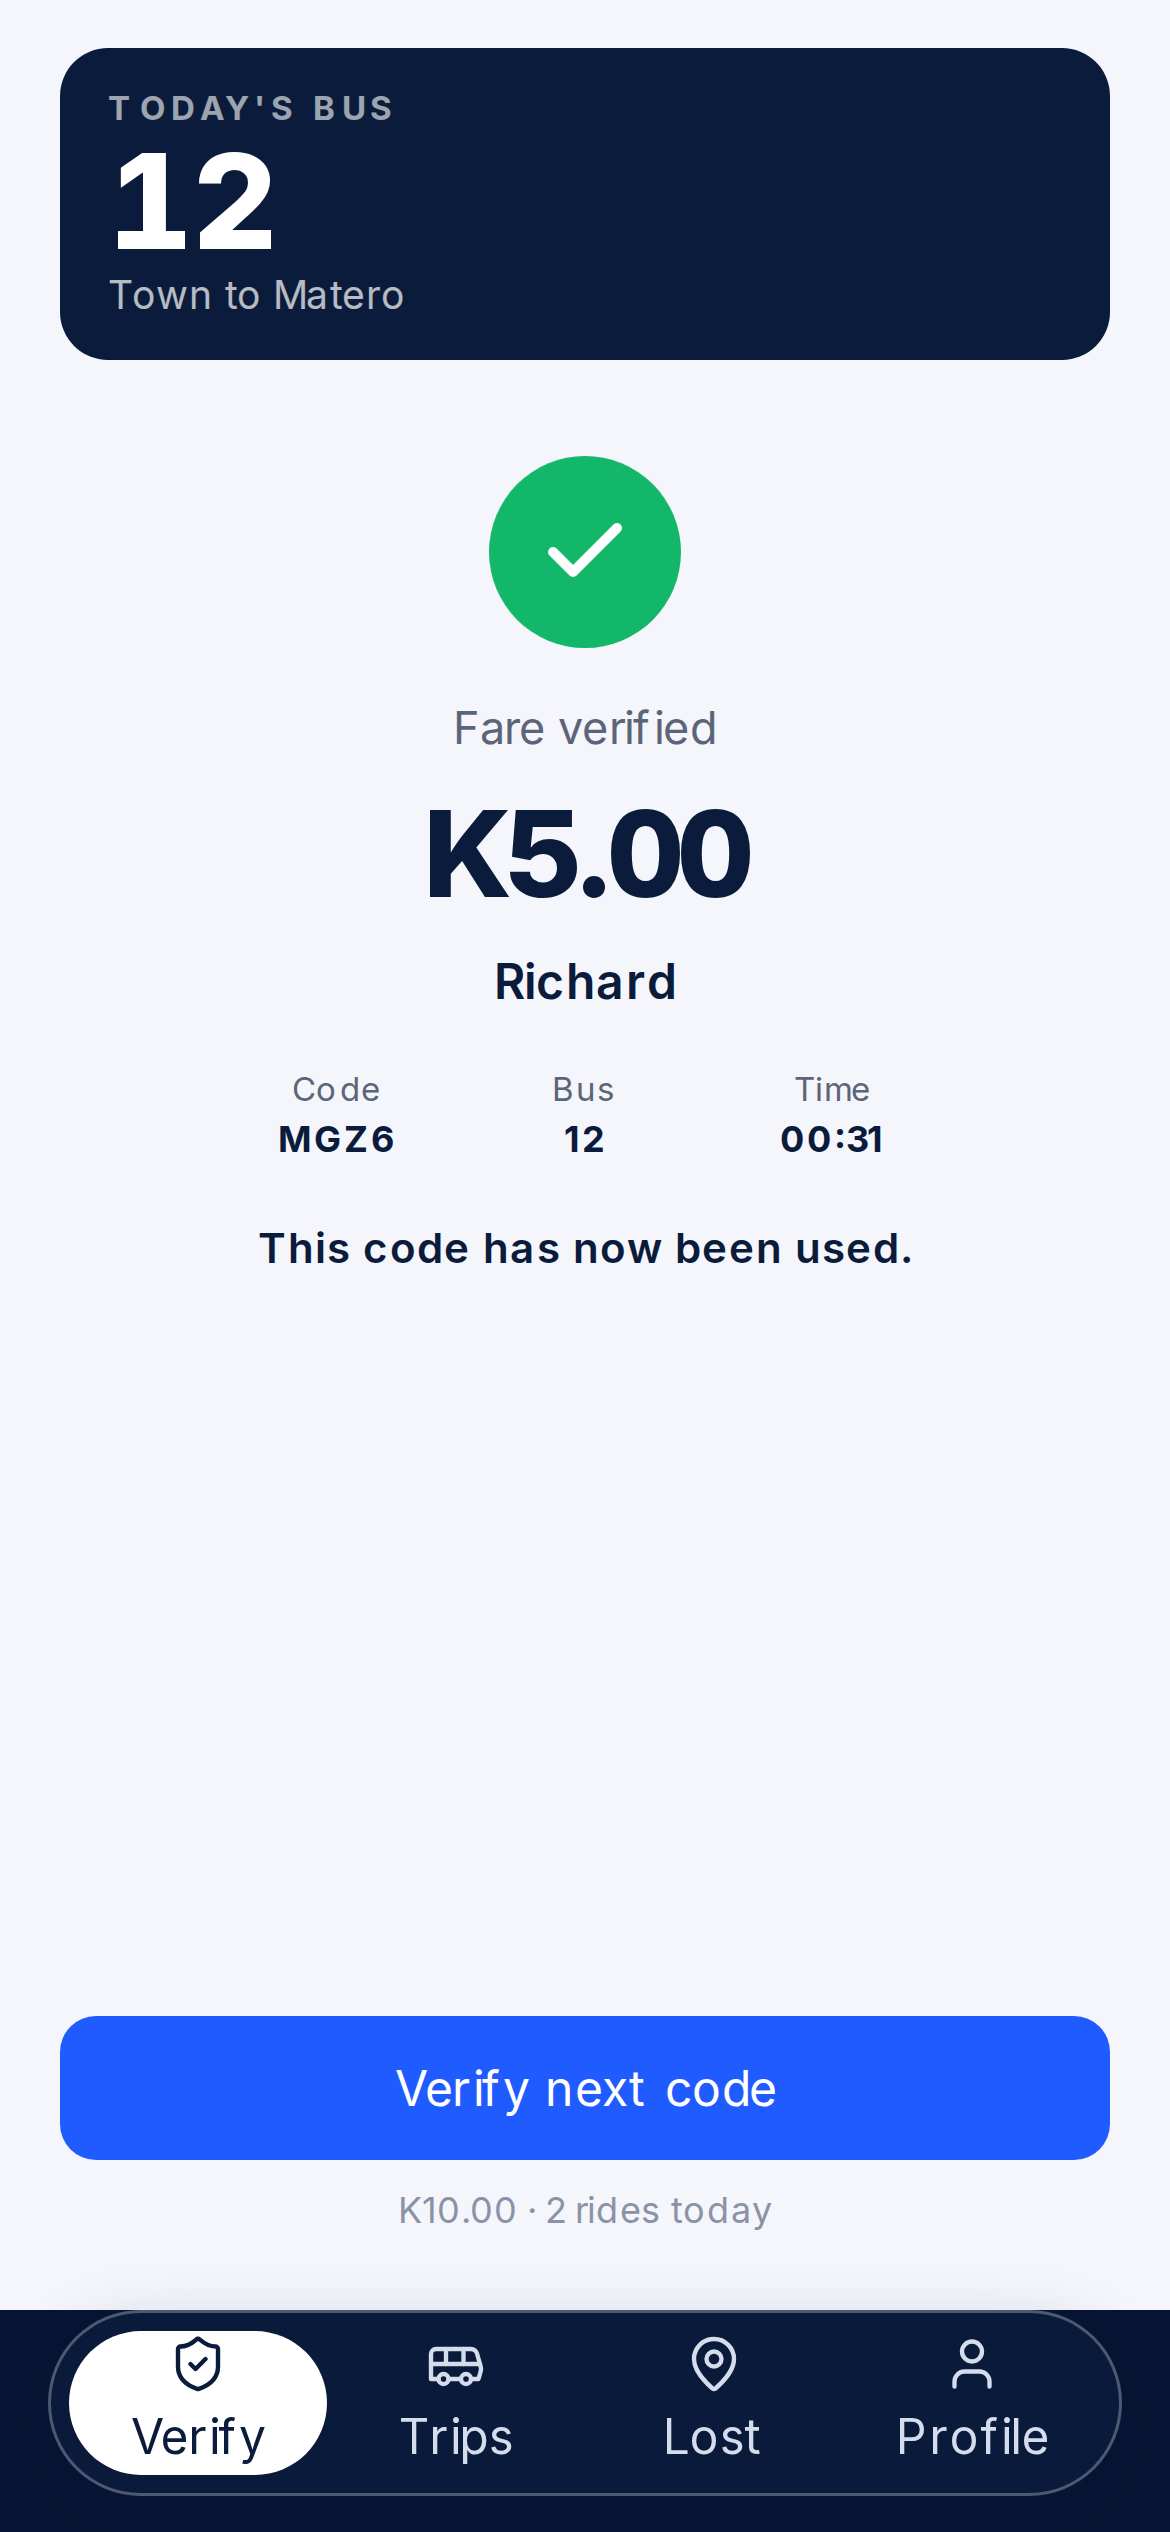 TODAY'S BUS
12
Town to Matero
Fare verified
K5.00
Richard
Code Bus Time
MGZ6 12 00:31
This code has now been used.
Verify next code
K10.00 · 2 rides today
Verify Trips Lost Profile